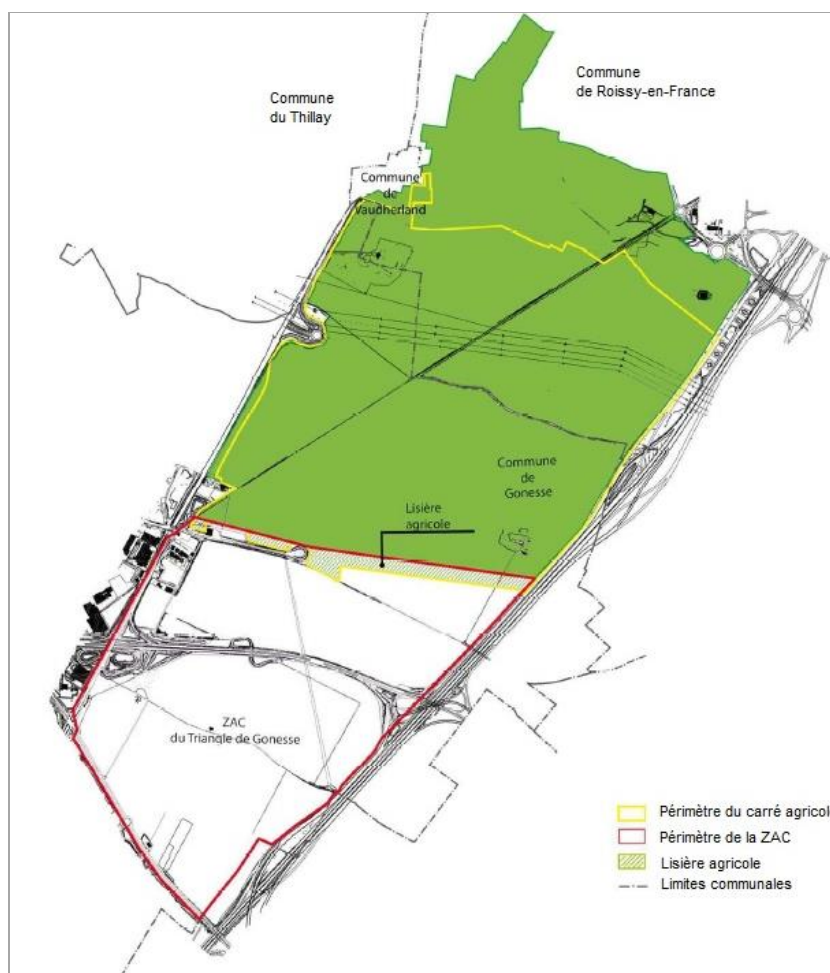 Commune
de Roissy-en-France
Commune
du Thillay
Commune
de
Vaudherland
Commune
de
Gonesse
Lisière
agricole
ZAC
du Triangle de Gonesse
Périmètre du carré agricol
Périmètre de la ZAC
Lisière agricole
Limites communales